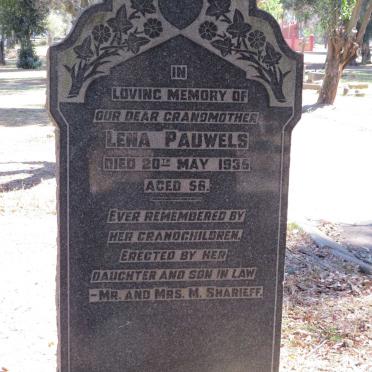 IN
LOVING MEMORY OF
OUR DEAR GRANDMOTHER
LENA PAUWELS
DIED 20TH MAY 1935
AGED 56.
EVER REMEMBERED BY
HER GRANDCHILDREN.
ERECTED BY HER
DAUGHTER AND SON IN LAW
–MR. AND MRS. M. SHARIEFF.